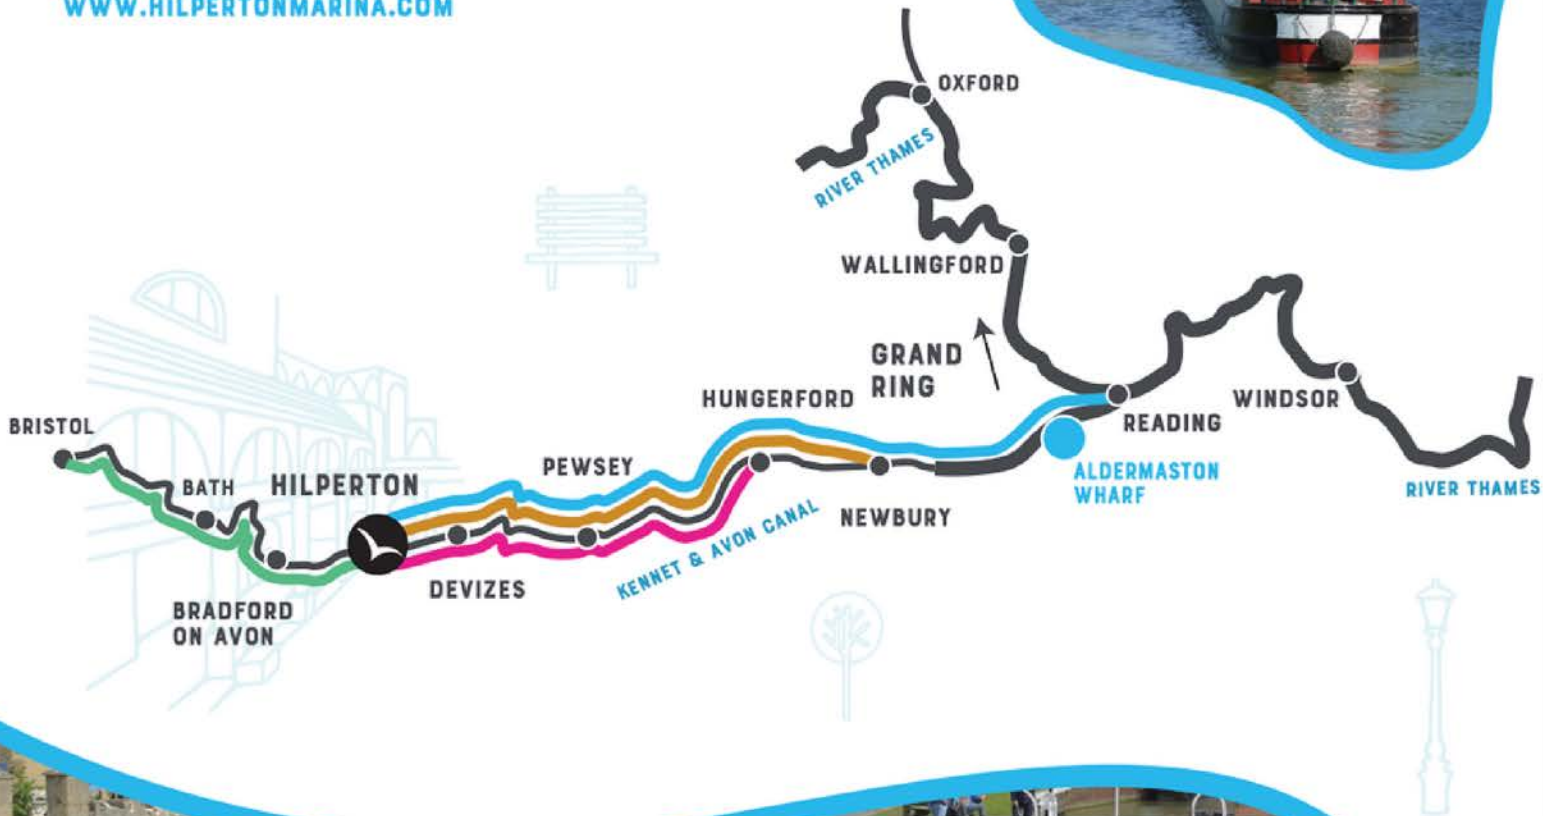 WWW.HILPERTONMARINA.COM
OXFORD
RIVER THAMES
WALLINGFORD
GRAND
RING
HUNGERFORD
WINDSOR
READING
BRISTOL
PEWSEY
BATH
HILPERTON
ALDERMASTON
WHARF
RIVER THAMES
NEWBURY
KENNET & AVON CANAL
DEVIZES
BRADFORD
ON AVON